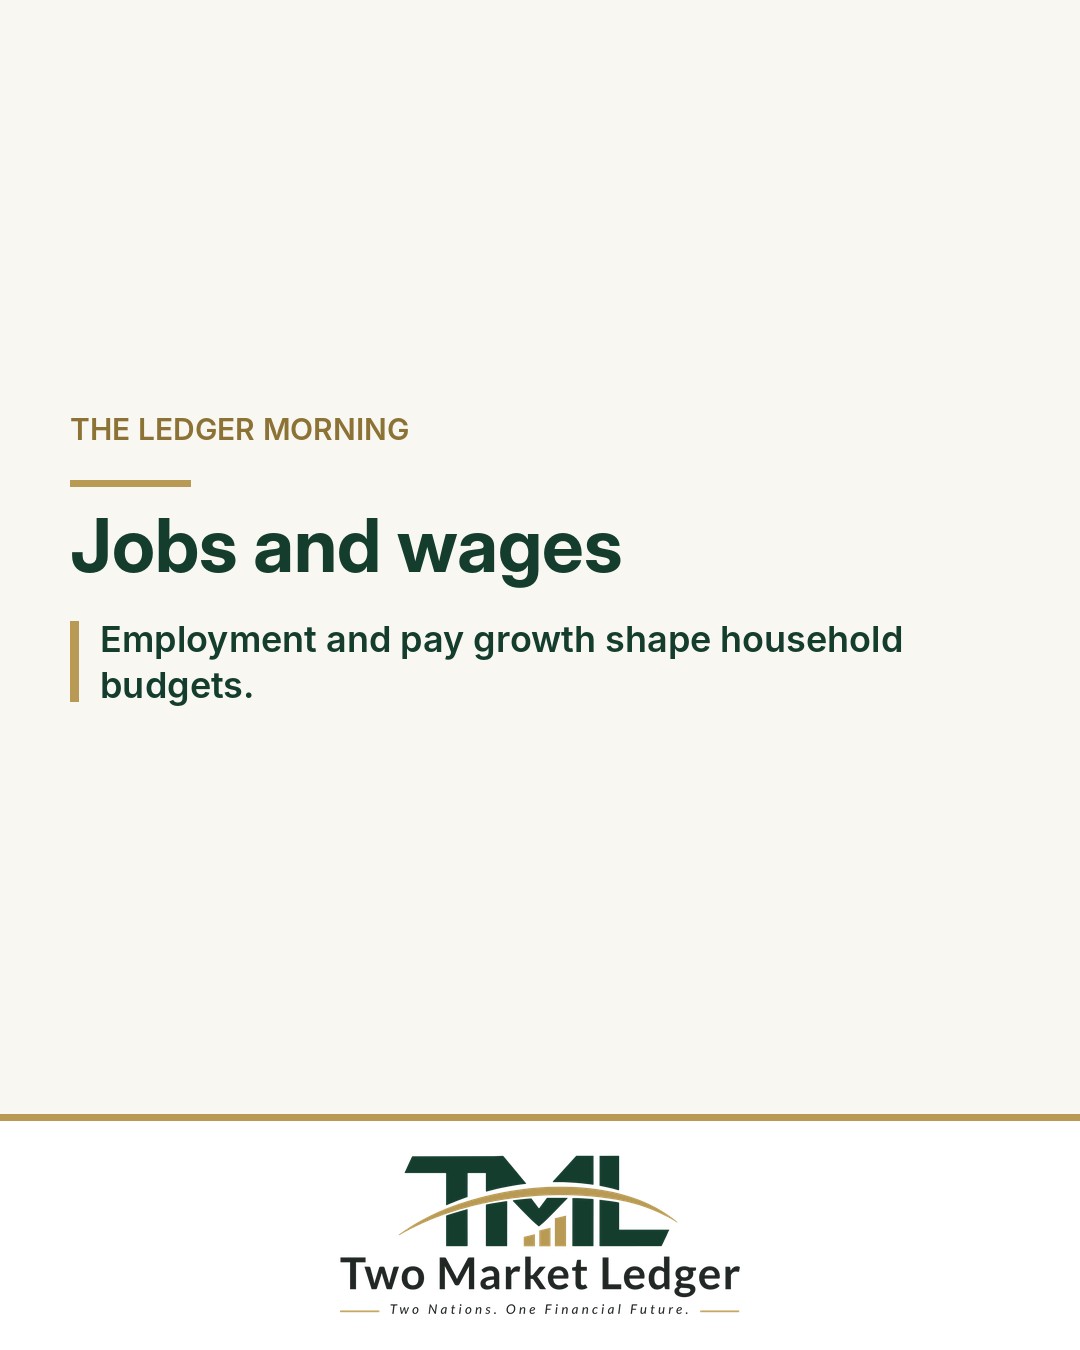 THE LEDGER MORNING
Jobs and wages
Employment and pay growth shape household
budgets.
TML
Two Market Ledger
Two Nations. One Financial Future.